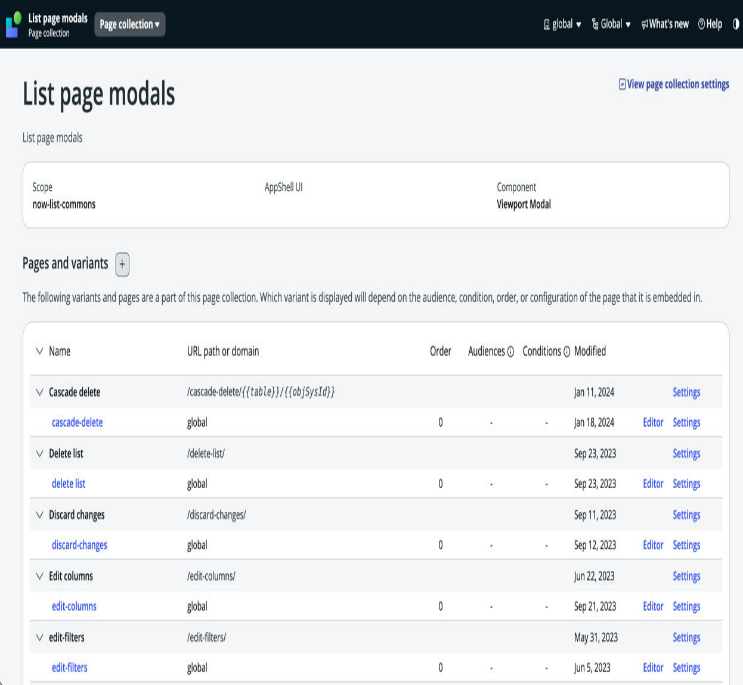 List page modals
Page collection
Page collection ▾
global ▾
Global ▾
What's new
Help
List page modals
View page collection settings
List page modals
Scope
now-list-commons
AppShell UI
Component
Viewport Modal
Pages and variants +
The following variants and pages are a part of this page collection. Which variant is displayed will depend on the audience, condition, order, or configuration of the page that it is embedded in.
Name URL path or domain Order Audiences Conditions Modified
Cascade delete /cascade-delete/{{table}}/{{objSysId}} Jan 11, 2024 Settings
cascade-delete global 0 - - Jan 18, 2024 Editor Settings
Delete list /delete-list/ Sep 23, 2023 Settings
delete list global 0 - - Sep 23, 2023 Editor Settings
Discard changes /discard-changes/ Sep 11, 2023 Settings
discard-changes global 0 - - Sep 12, 2023 Editor Settings
Edit columns /edit-columns/ Jun 22, 2023 Settings
edit-columns global 0 - - Sep 21, 2023 Editor Settings
edit-filters /edit-filters/ May 31, 2023 Settings
edit-filters global 0 - - Jun 5, 2023 Editor Settings